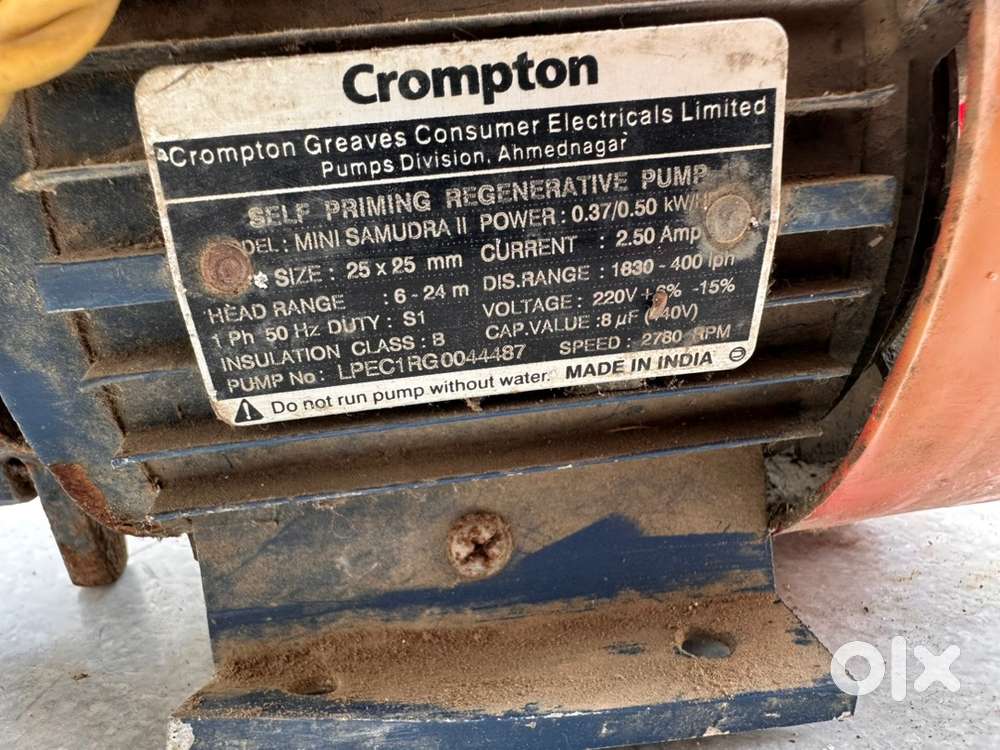 Crompton
Crompton Greaves Consumer Electricals Limited
Pumps Division, Ahmednagar
SELF PRIMING REGENERATIVE PUMP
DEL : MINI SAMUDRA II POWER : 0.37/0.50 kW/
SIZE : 25 x 25 mm CURRENT : 2.50 Amp
HEAD RANGE : 6 - 24 m DIS.RANGE : 1830 - 400 lph
1 Ph 50 Hz DUTY : S1 VOLTAGE : 220V +6% -15%
INSULATION CLASS : B CAP.VALUE : 8 µF (440V)
PUMP No : LPEC1RG0044487 SPEED : 2780 RPM
Do not run pump without water. MADE IN INDIA
olx